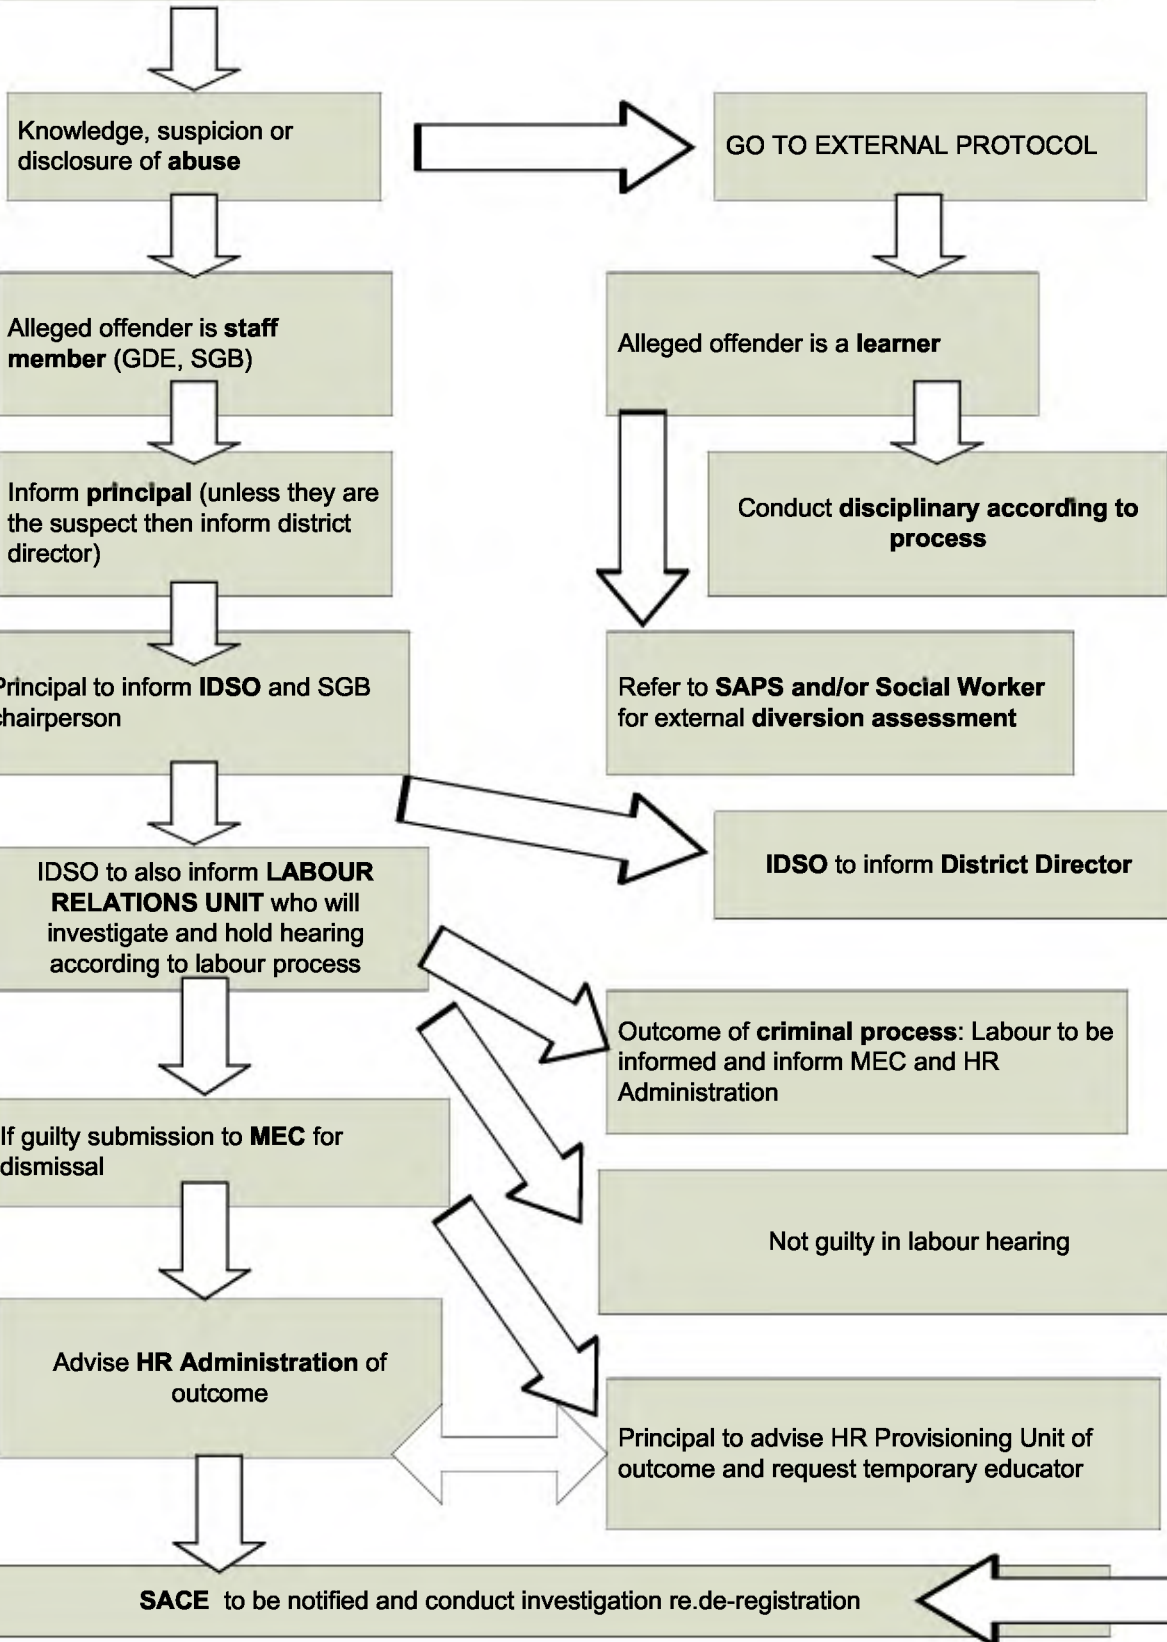 Knowledge, suspicion or
disclosure of abuse
GO TO EXTERNAL PROTOCOL
Alleged offender is staff
member (GDE, SGB)
Alleged offender is a learner
Inform principal (unless they are
the suspect then inform district
director)
Conduct disciplinary according to
process
Principal to inform IDSO and SGB
chairperson
Refer to SAPS and/or Social Worker
for external diversion assessment
IDSO to also inform LABOUR
RELATIONS UNIT who will
investigate and hold hearing
according to labour process
IDSO to inform District Director
Outcome of criminal process: Labour to be
informed and inform MEC and HR
Administration
If guilty submission to MEC for
dismissal
Not guilty in labour hearing
Advise HR Administration of
outcome
Principal to advise HR Provisioning Unit of
outcome and request temporary educator
SACE to be notified and conduct investigation re.de-registration